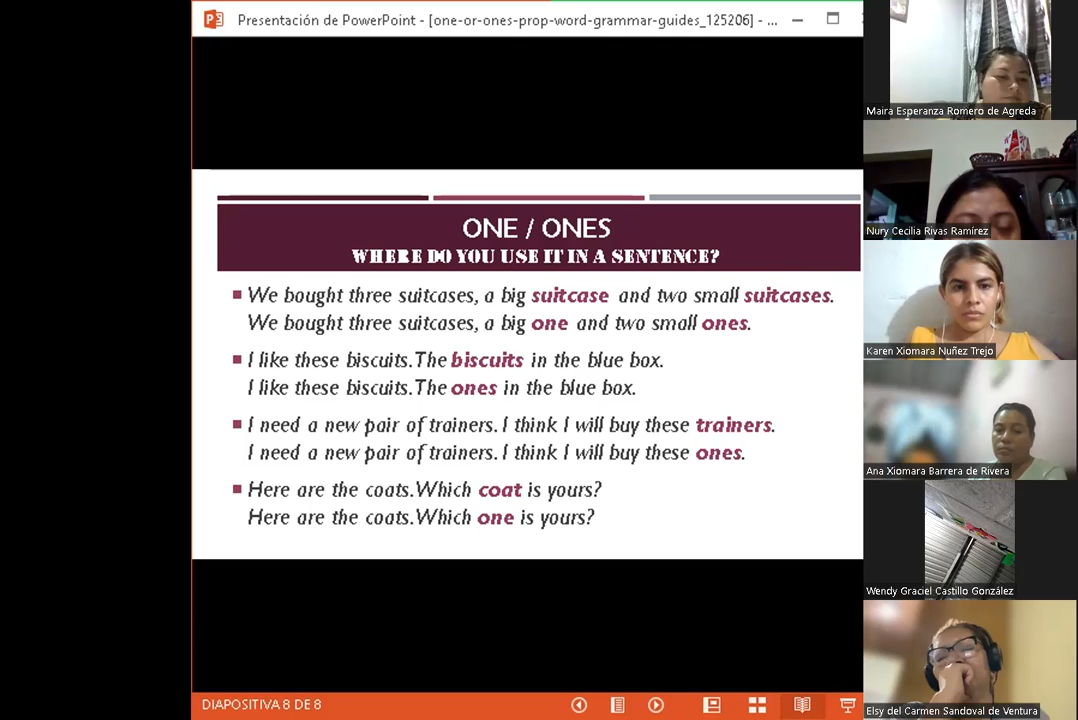 Presentación de PowerPoint - [one-or-ones-prop-word-grammar-guides_125206] - ...
ONE / ONES
WHERE DO YOU USE IT IN A SENTENCE?
We bought three suitcases, a big suitcase and two small suitcases.
We bought three suitcases, a big one and two small ones.
I like these biscuits. The biscuits in the blue box.
I like these biscuits. The ones in the blue box.
I need a new pair of trainers. I think I will buy these trainers.
I need a new pair of trainers. I think I will buy these ones.
Here are the coats. Which coat is yours?
Here are the coats. Which one is yours?
DIAPOSITIVA 8 DE 8
Maira Esperanza Romero de Agreda
Nury Cecilia Rivas Ramírez
Karen Xiomara Nuñez Trejo
Ana Xiomara Barrera de Rivera
Wendy Graciel Castillo González
Elsy del Carmen Sandoval de Ventura